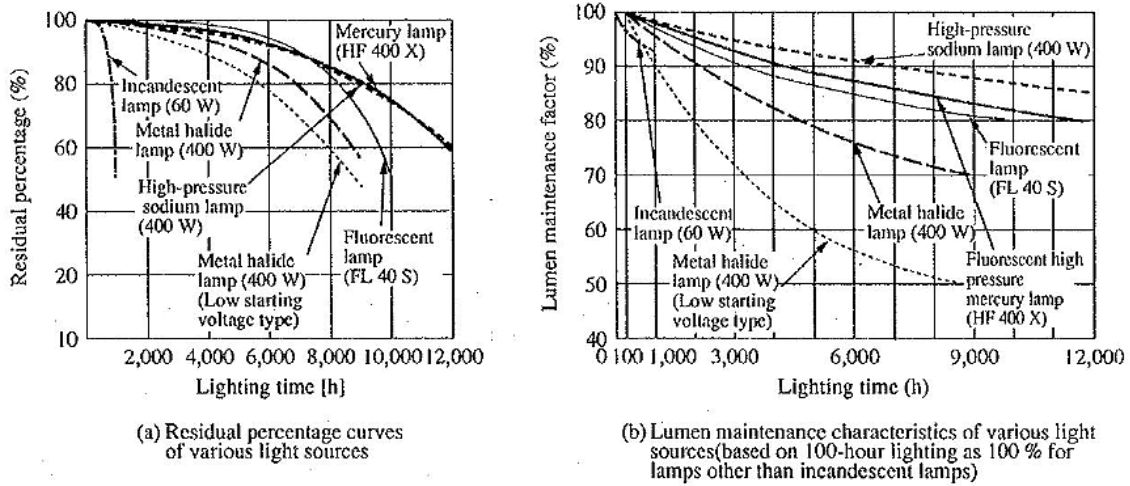 Residual percentage (%)
100
80
60
40
20
10
2,000 4,000 6,000 8,000 10,000 12,000
Lighting time [h]
Mercury lamp
(HF 400 X)
Incandescent
lamp (60 W)
Metal halide
lamp (400 W)
High-pressure
sodium lamp
(400 W)
Metal halide
lamp (400 W)
(Low starting
voltage type)
Fluorescent
lamp
(FL 40 S)
(a) Residual percentage curves
of various light sources
Lumen maintenance factor (%)
100
90
80
70
60
50
40
0 100 1,000 3,000 6,000 9,000 12,000
Lighting time (h)
High-pressure
sodium lamp (400 W)
Fluorescent
lamp
(FL 40 S)
Incandescent
lamp (60 W)
Metal halide
lamp (400 W)
Metal halide
lamp (400 W)
(Low starting
voltage type)
Fluorescent high
pressure
mercury lamp
(HF 400 X)
(b) Lumen maintenance characteristics of various light
sources(based on 100-hour lighting as 100 % for
lamps other than incandescent lamps)